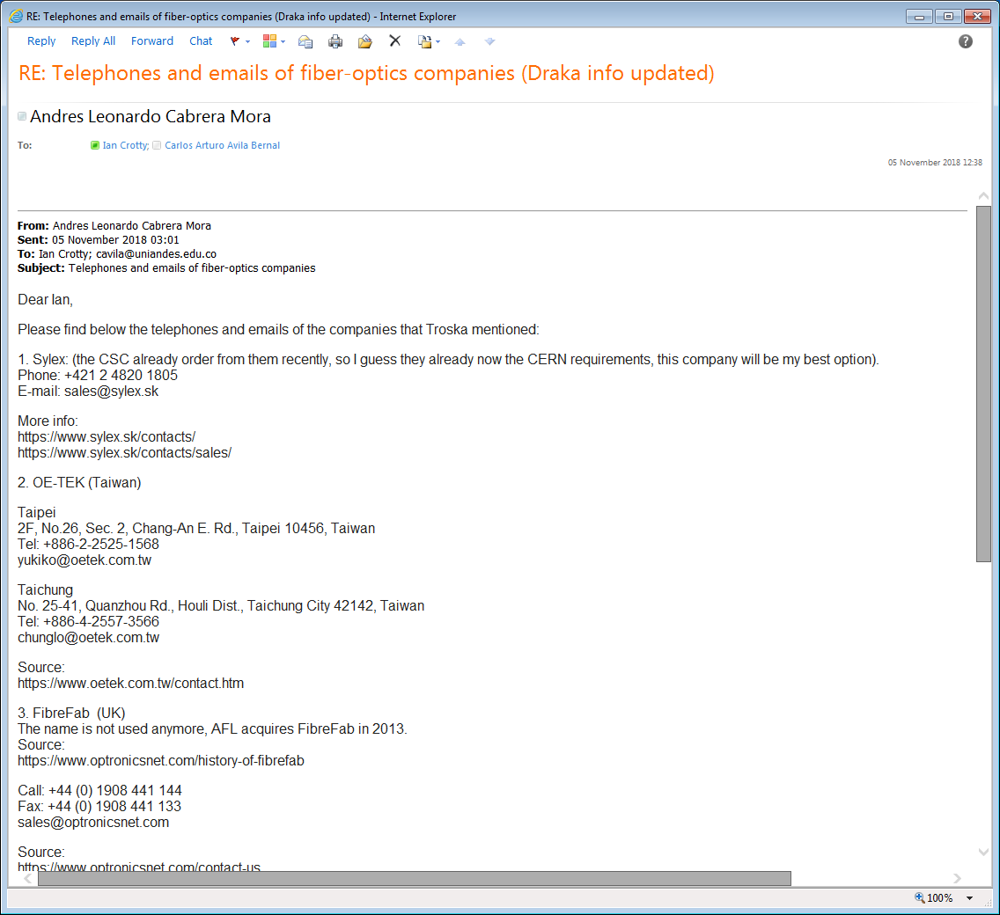 RE: Telephones and emails of fiber-optics companies (Draka info updated) - Internet Explorer
Reply Reply All Forward Chat
RE: Telephones and emails of fiber-optics companies (Draka info updated)
Andres Leonardo Cabrera Mora
To: Ian Crotty; Carlos Arturo Avila Bernal
05 November 2018 12:38
From: Andres Leonardo Cabrera Mora
Sent: 05 November 2018 03:01
To: Ian Crotty; cavila@uniandes.edu.co
Subject: Telephones and emails of fiber-optics companies
Dear Ian,
Please find below the telephones and emails of the companies that Troska mentioned:
1. Sylex: (the CSC already order from them recently, so I guess they already now the CERN requirements, this company will be my best option).
Phone: +421 2 4820 1805
E-mail: sales@sylex.sk
More info:
https://www.sylex.sk/contacts/
https://www.sylex.sk/contacts/sales/
2. OE-TEK (Taiwan)
Taipei
2F, No.26, Sec. 2, Chang-An E. Rd., Taipei 10456, Taiwan
Tel: +886-2-2525-1568
yukiko@oetek.com.tw
Taichung
No. 25-41, Quanzhou Rd., Houli Dist., Taichung City 42142, Taiwan
Tel: +886-4-2557-3566
chunglo@oetek.com.tw
Source:
https://www.oetek.com.tw/contact.htm
3. FibreFab (UK)
The name is not used anymore, AFL acquires FibreFab in 2013.
Source:
https://www.optronicsnet.com/history-of-fibrefab
Call: +44 (0) 1908 441 144
Fax: +44 (0) 1908 441 133
sales@optronicsnet.com
Source:
https://www.optronicsnet.com/contact-us
100%